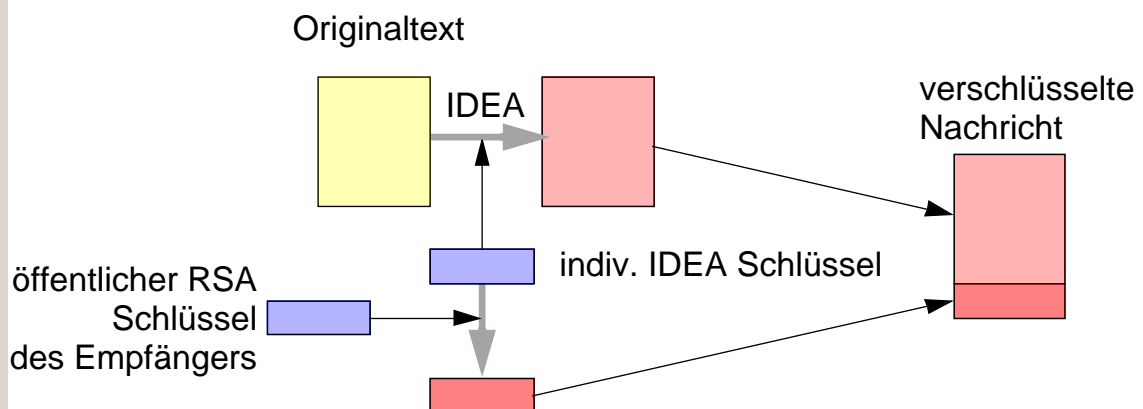 Originaltext
IDEA
verschlüsselte
Nachricht
indiv. IDEA Schlüssel
öffentlicher RSA
Schlüssel
des Empfängers